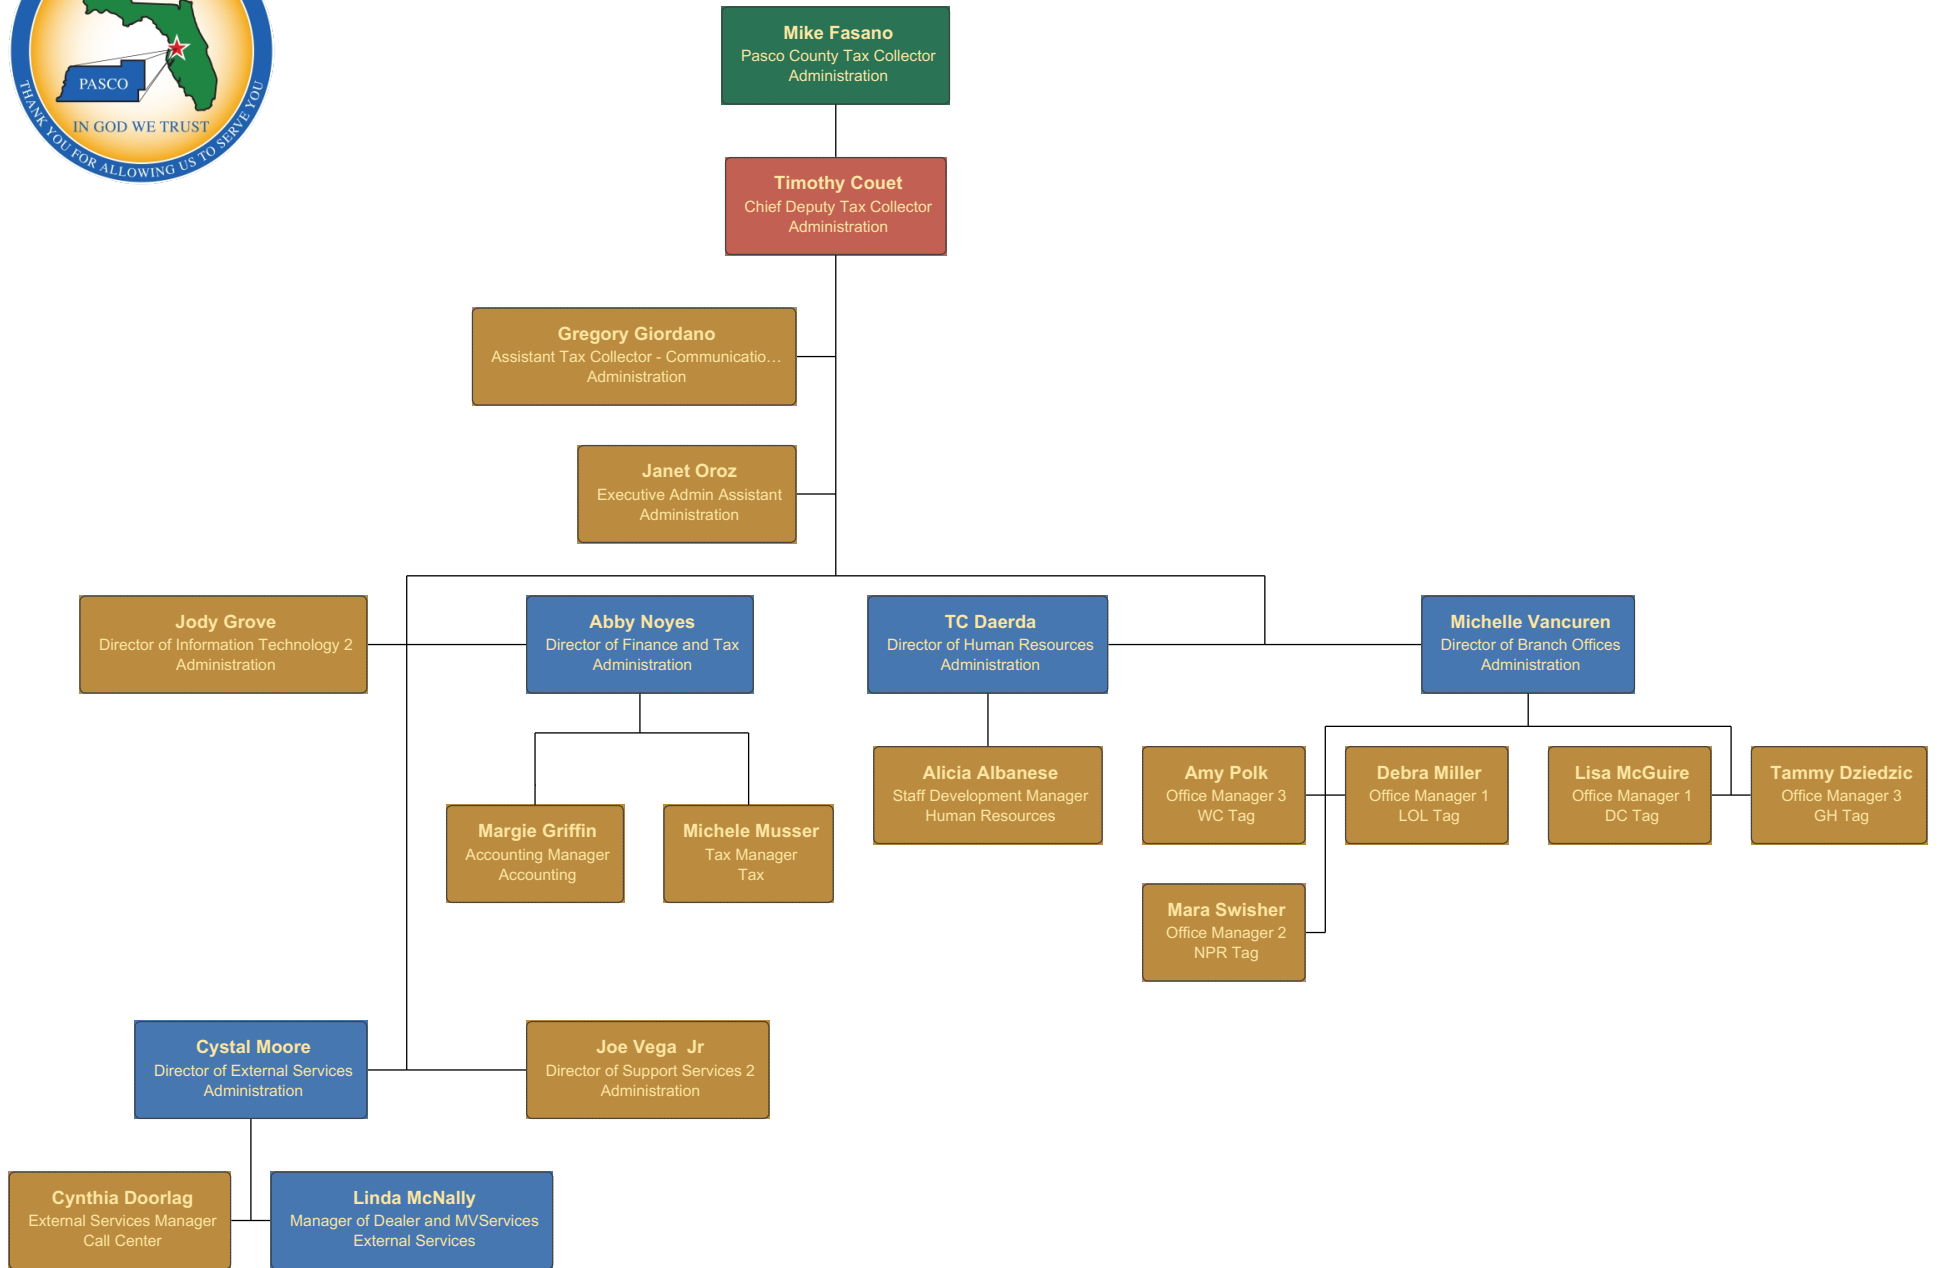 PASCO
IN GOD WE TRUST
THANK YOU FOR ALLOWING US TO SERVE YOU
Mike Fasano
Pasco County Tax Collector
Administration
Timothy Couet
Chief Deputy Tax Collector
Administration
Gregory Giordano
Assistant Tax Collector - Communicatio…
Administration
Janet Oroz
Executive Admin Assistant
Administration
Jody Grove
Director of Information Technology 2
Administration
Abby Noyes
Director of Finance and Tax
Administration
TC Daerda
Director of Human Resources
Administration
Michelle Vancuren
Director of Branch Offices
Administration
Margie Griffin
Accounting Manager
Accounting
Michele Musser
Tax Manager
Tax
Alicia Albanese
Staff Development Manager
Human Resources
Amy Polk
Office Manager 3
WC Tag
Debra Miller
Office Manager 1
LOL Tag
Lisa McGuire
Office Manager 1
DC Tag
Tammy Dziedzic
Office Manager 3
GH Tag
Mara Swisher
Office Manager 2
NPR Tag
Cystal Moore
Director of External Services
Administration
Joe Vega  Jr
Director of Support Services 2
Administration
Cynthia Doorlag
External Services Manager
Call Center
Linda McNally
Manager of Dealer and MVServices
External Services